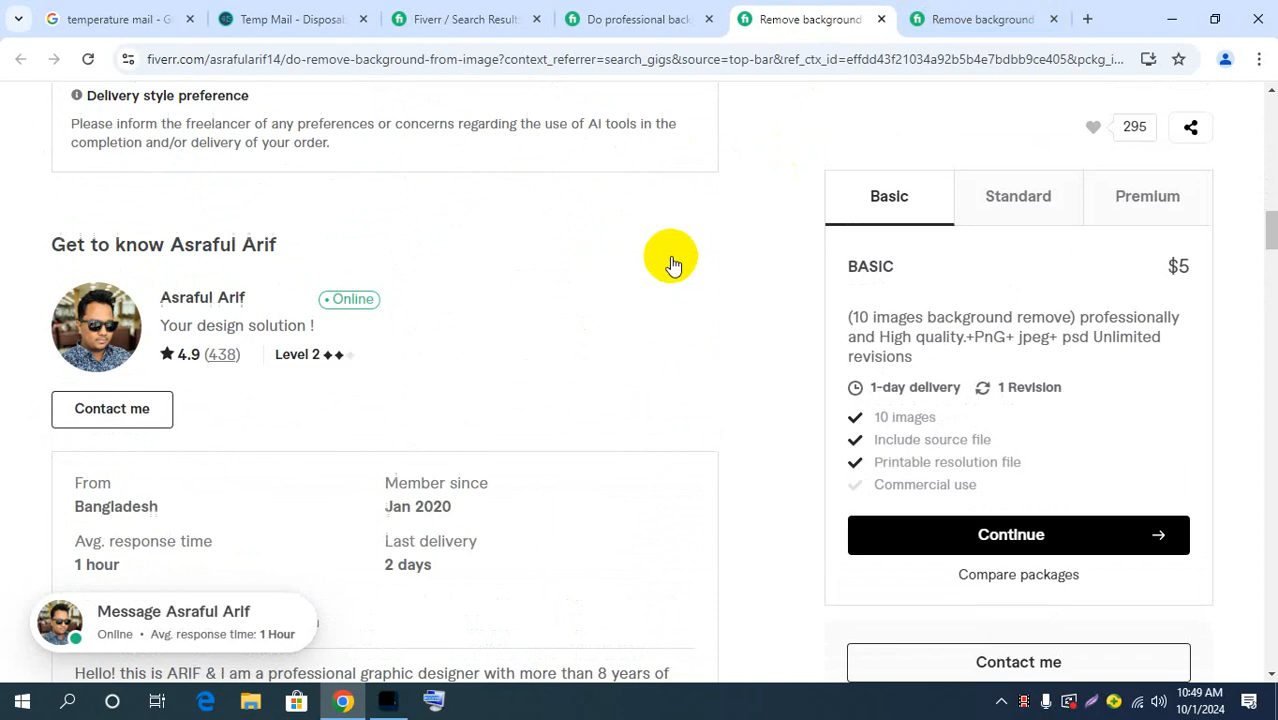 temperature mail - G
Temp Mail - Disposab
Fiverr / Search Result
Do professional back
Remove background
Remove background
fiverr.com/asrafularif14/do-remove-background-from-image?context_referrer=search_gigs&source=top-bar&ref_ctx_id=effdd43f21034a92b5b4e7bdbb9ce405&pckg_i...
Delivery style preference
Please inform the freelancer of any preferences or concerns regarding the use of AI tools in the
completion and/or delivery of your order.
295
Basic
Standard
Premium
Get to know Asraful Arif
BASIC
$5
Asraful Arif
• Online
Your design solution !
4.9 (438)
Level 2
(10 images background remove) professionally
and High quality.+PnG+ jpeg+ psd Unlimited
revisions
1-day delivery
1 Revision
Contact me
10 images
Include source file
Printable resolution file
Commercial use
From
Bangladesh
Member since
Jan 2020
Avg. response time
1 hour
Last delivery
2 days
Continue
Compare packages
Message Asraful Arif
Online • Avg. response time: 1 Hour
Hello! this is ARIF & I am a professional graphic designer with more than 8 years of
Contact me
10:49 AM
10/1/2024